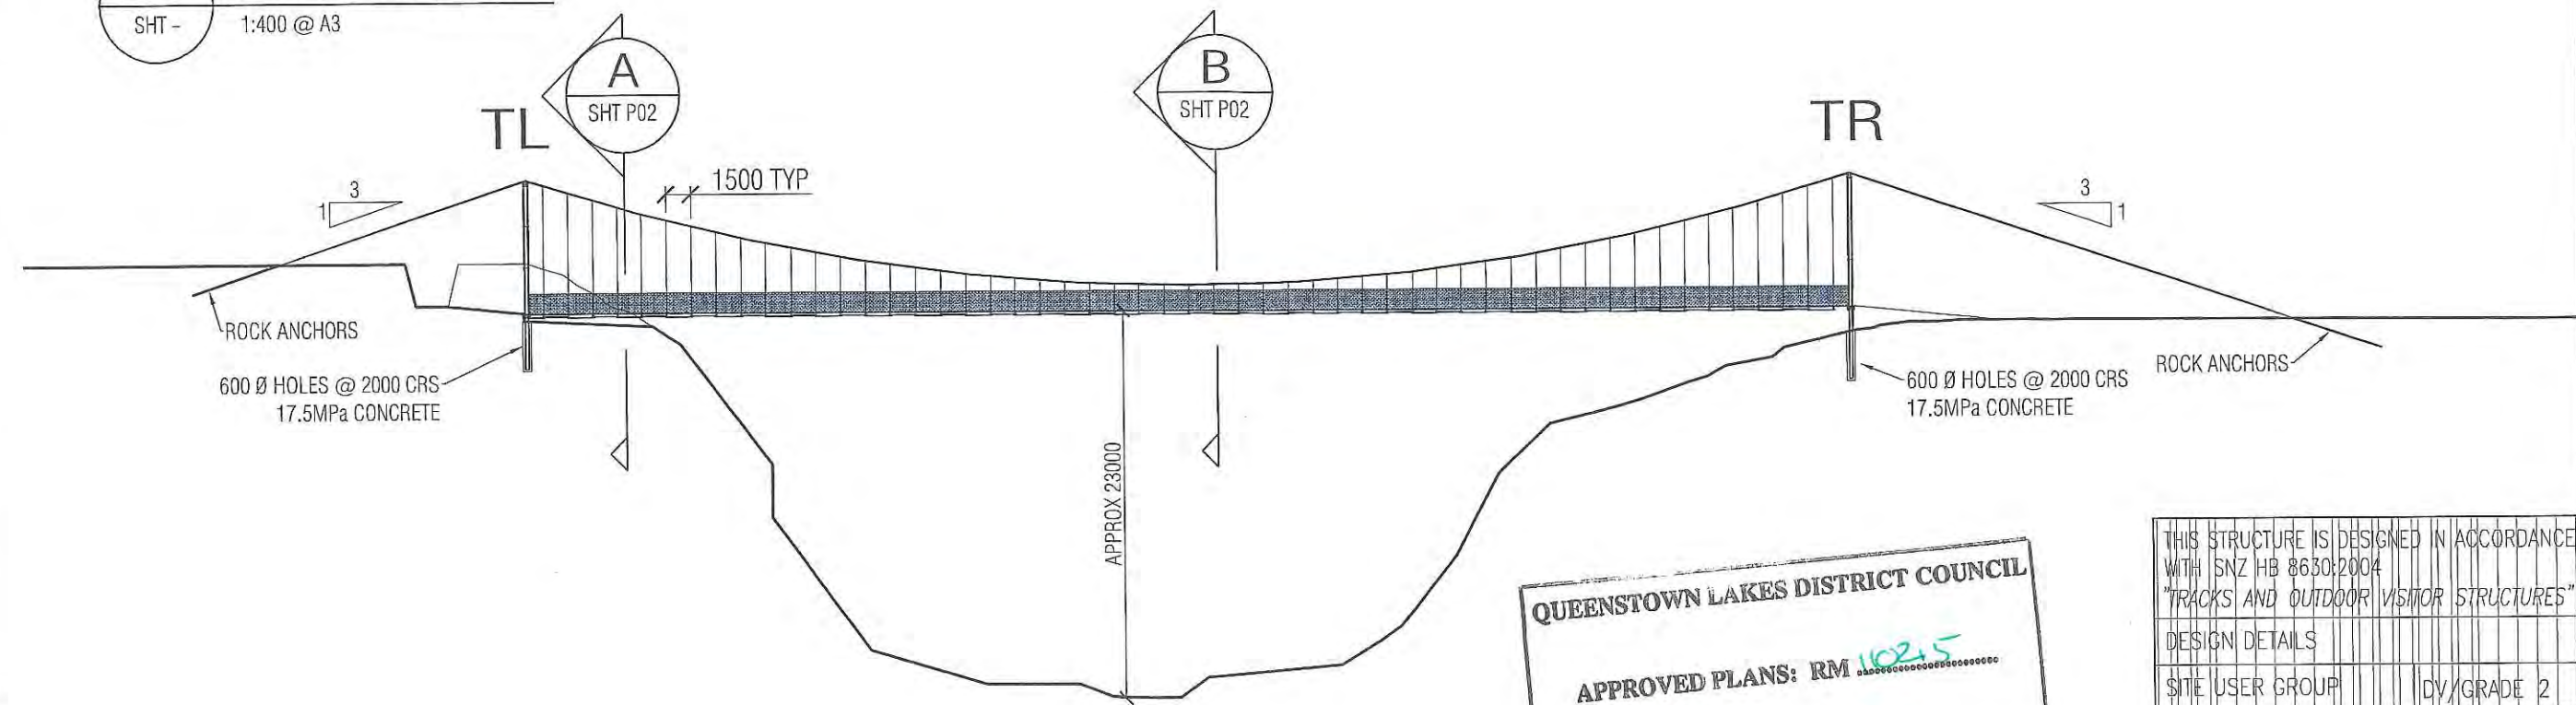 SHT -
1:400 @ A3
A
SHT P02
B
SHT P02
TL
TR
3
1
1500 TYP
3
1
ROCK ANCHORS
600 Ø HOLES @ 2000 CRS
17.5MPa CONCRETE
ROCK ANCHORS
600 Ø HOLES @ 2000 CRS
17.5MPa CONCRETE
APPROX 23000
QUEENSTOWN LAKES DISTRICT COUNCIL
APPROVED PLANS: RM
THIS STRUCTURE IS DESIGNED IN ACCORDANCE
WITH SNZ HB 8630:2004
"TRACKS AND OUTDOOR VISITOR STRUCTURES"
DESIGN DETAILS
SITE USER GROUP DV/GRADE 2